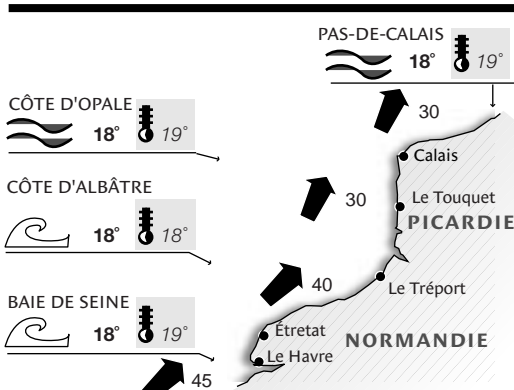 PAS-DE-CALAIS
18° 19°
30
CÔTE D'OPALE
18° 19°
Calais
CÔTE D'ALBÂTRE
30
Le Touquet
PICARDIE
18° 18°
40
Le Tréport
BAIE DE SEINE
18° 19°
Étretat
NORMANDIE
Le Havre
45